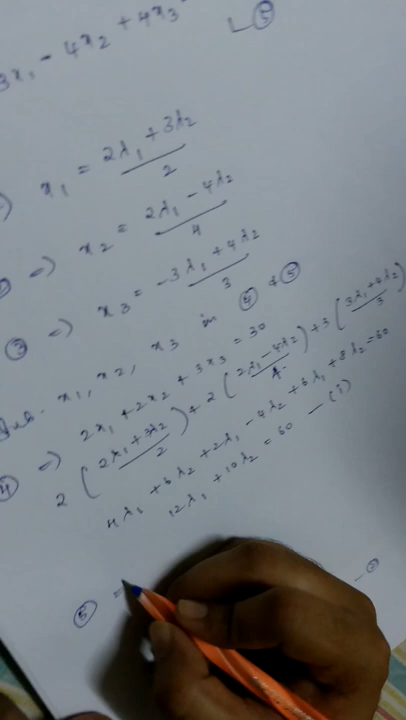 3x₁ - 4x₂ + 4x₃ — ⑤
x₁ = (2λ₁ + 3λ₂)/2
⇒ x₂ = (2λ₁ - 4λ₂)/4
③ ⇒ x₃ = (-3λ₁ + 4λ₂)/3
x₁, x₂, x₃ in ④ & ⑤
④ ⇒ 2x₁ + 2x₂ + 3x₃ = 30
2((2λ₁ + 3λ₂)/2) + 2((2λ₁ - 4λ₂)/4) + 3((3λ₁ + 4λ₂)/3)
4λ₁ + 6λ₂ + 2λ₁ - 4λ₂ + 6λ₁ + 8λ₂ = 60
12λ₁ + 10λ₂ = 60 — (1)
⑤ =